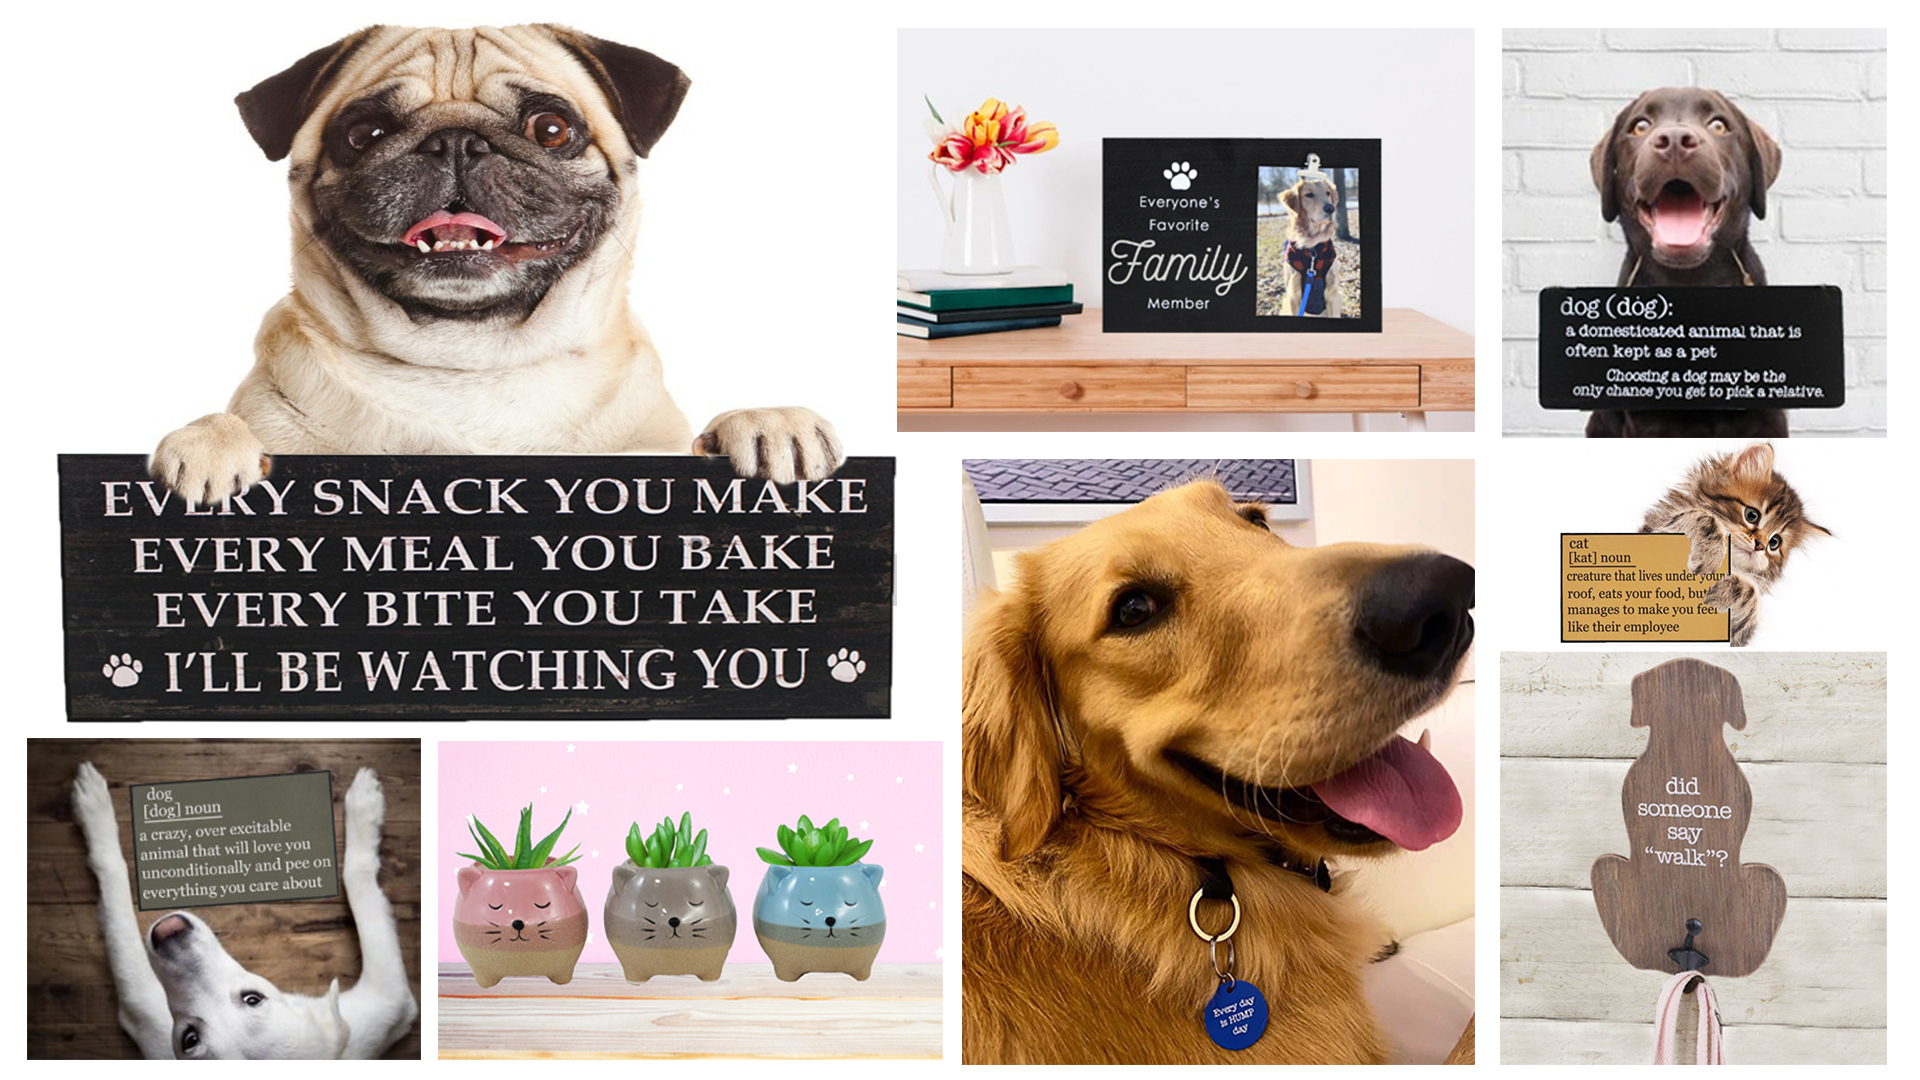 EVERY SNACK YOU MAKE
EVERY MEAL YOU BAKE
EVERY BITE YOU TAKE
I'LL BE WATCHING YOU
Everyone's
Favorite
Family
Member
dog (dóg):
a domesticated animal that is
often kept as a pet
Choosing a dog may be the
only chance you get to pick a relative.
cat
[kat] noun
creature that lives under your
roof, eats your food, but
manages to make you feel
like their employee
dog
[dog] noun
a crazy, over excitable
animal that will love you
unconditionally and pee on
everything you care about
Every day
is HUMP
day
did
someone
say
"walk"?